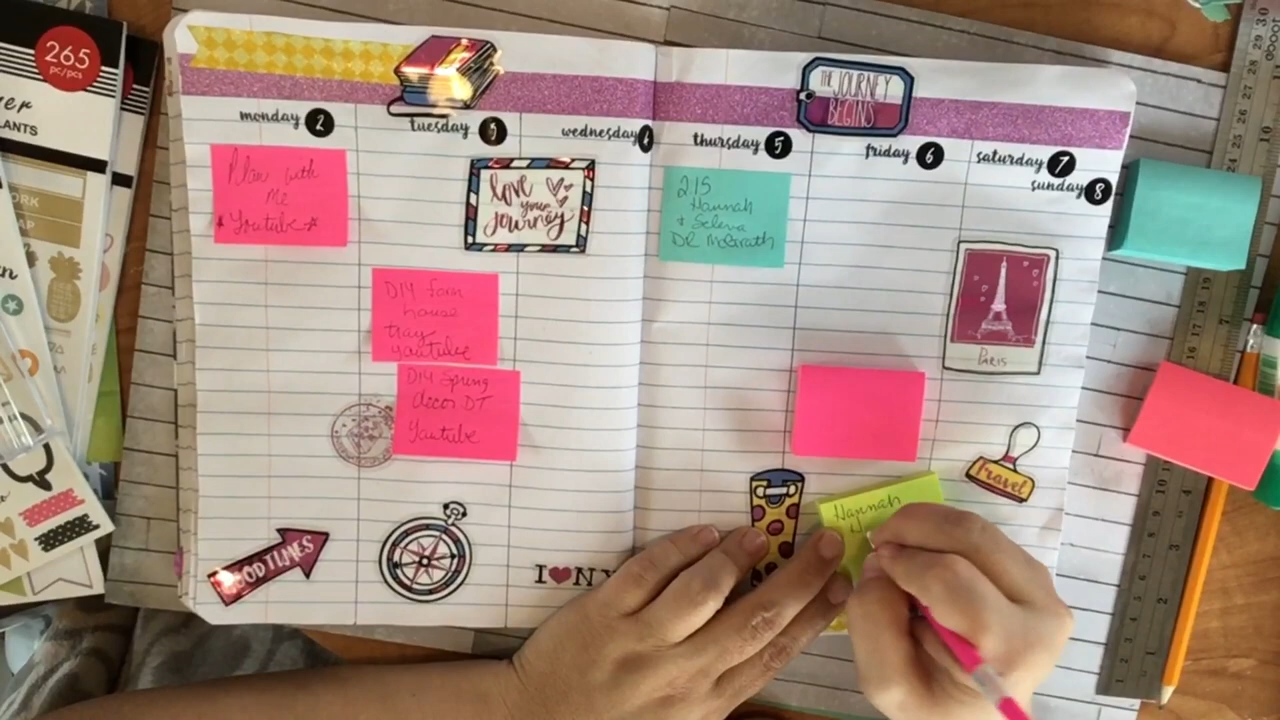 265
pc/pcs
LANTS
THE JOURNEY
BEGINS
monday 2
tuesday 3
wednesday 4
thursday 5
friday 6
saturday 7
sunday 8
Plan with
Me
*Youtube*
love
your
journey
2:15
Hannah
+ Selena
DR McGrath
DIY farm
house
tray
youtube
DIY Spring
decor DT
Youtube
PARIS
Travel
Hannah
GOOD TIMES
I ❤ NY